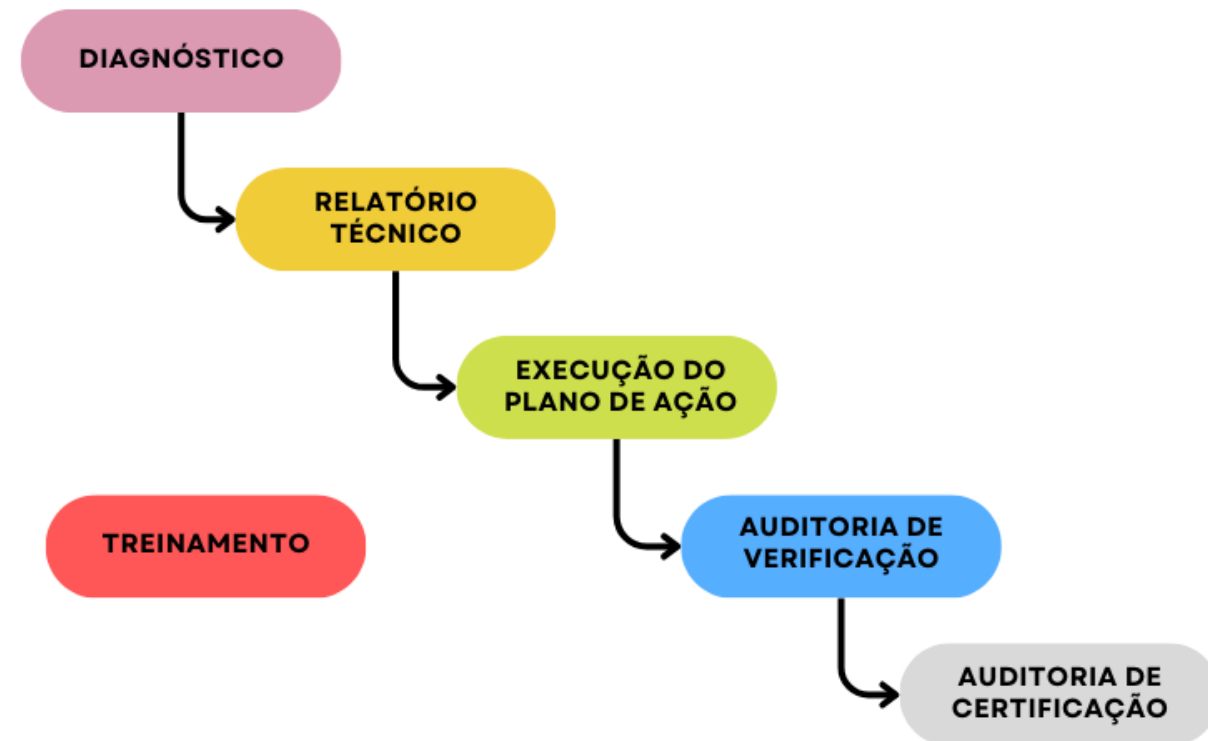 DIAGNÓSTICO
RELATÓRIO
TÉCNICO
EXECUÇÃO DO
PLANO DE AÇÃO
TREINAMENTO
AUDITORIA DE
VERIFICAÇÃO
AUDITORIA DE
CERTIFICAÇÃO